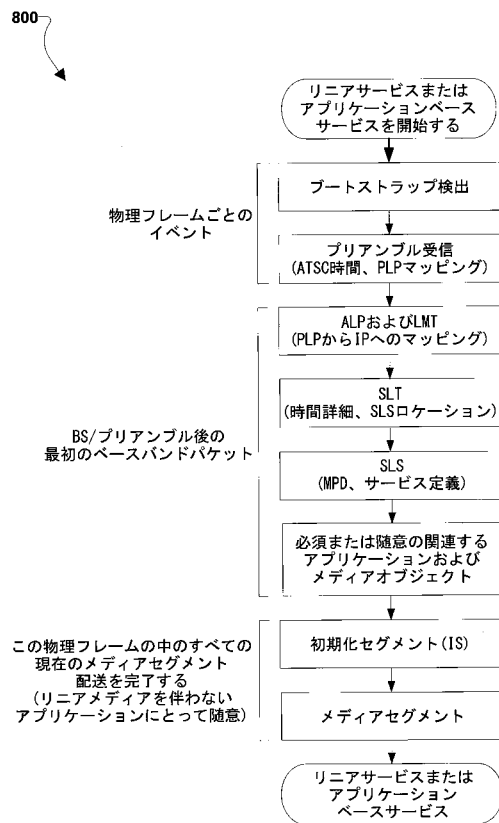 800
リニアサービスまたは
アプリケーションベース
サービスを開始する
物理フレームごとの
イベント
ブートストラップ検出
プリアンブル受信
(ATSC時間、PLPマッピング)
BS/プリアンブル後の
最初のベースバンドパケット
ALPおよびLMT
(PLPからIPへのマッピング)
SLT
(時間詳細、SLSロケーション)
SLS
(MPD、サービス定義)
必須または随意の関連する
アプリケーションおよび
メディアオブジェクト
この物理フレームの中のすべての
現在のメディアセグメント
配送を完了する
(リニアメディアを伴わない
アプリケーションにとって随意)
初期化セグメント(IS)
メディアセグメント
リニアサービスまたは
アプリケーション
ベースサービス